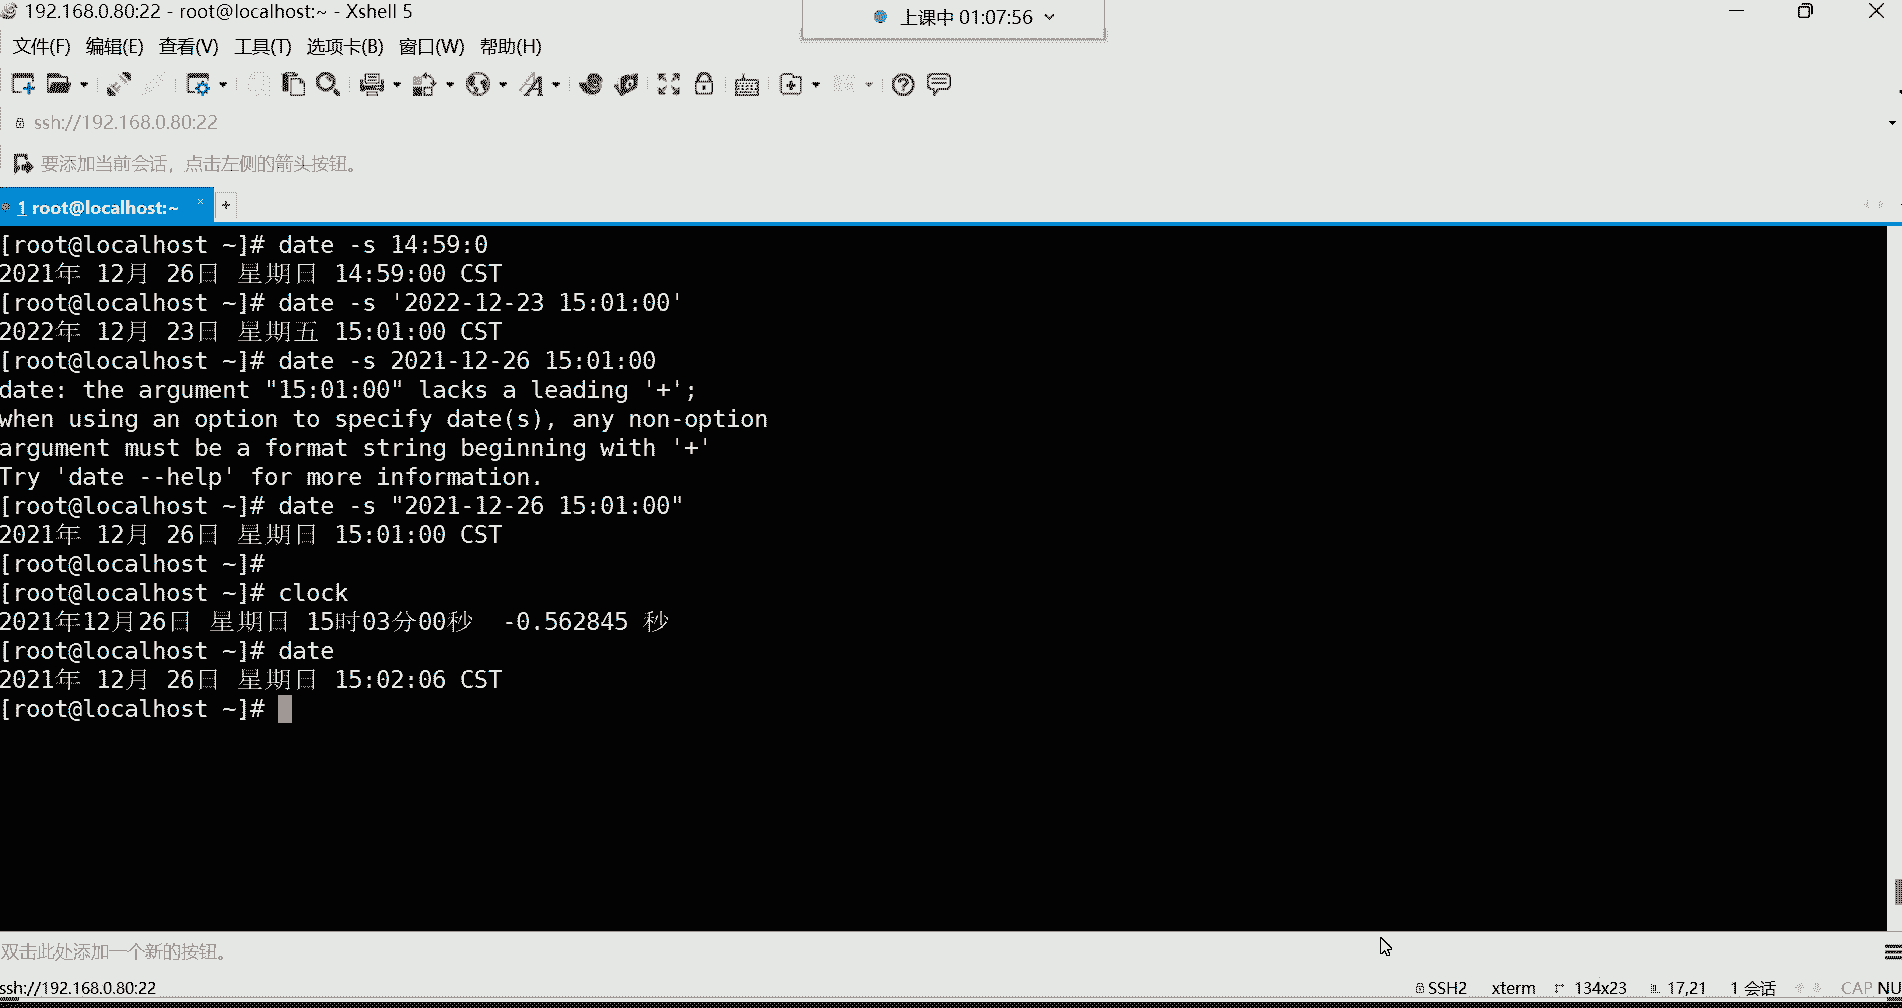 192.168.0.80:22 - root@localhost:~ - Xshell 5
上课中 01:07:56
文件(F) 编辑(E) 查看(V) 工具(T) 选项卡(B) 窗口(W) 帮助(H)
ssh://192.168.0.80:22
要添加当前会话，点击左侧的箭头按钮。
1 root@localhost:~
[root@localhost ~]# date -s 14:59:0
2021年 12月 26日 星期日 14:59:00 CST
[root@localhost ~]# date -s '2022-12-23 15:01:00'
2022年 12月 23日 星期五 15:01:00 CST
[root@localhost ~]# date -s 2021-12-26 15:01:00
date: the argument "15:01:00" lacks a leading '+';
when using an option to specify date(s), any non-option
argument must be a format string beginning with '+'
Try 'date --help' for more information.
[root@localhost ~]# date -s "2021-12-26 15:01:00"
2021年 12月 26日 星期日 15:01:00 CST
[root@localhost ~]#
[root@localhost ~]# clock
2021年12月26日 星期日 15时03分00秒  -0.562845 秒
[root@localhost ~]# date
2021年 12月 26日 星期日 15:02:06 CST
[root@localhost ~]#
双击此处添加一个新的按钮。
ssh://192.168.0.80:22 SSH2 xterm 134x23 17,21 1 会话 CAP NU